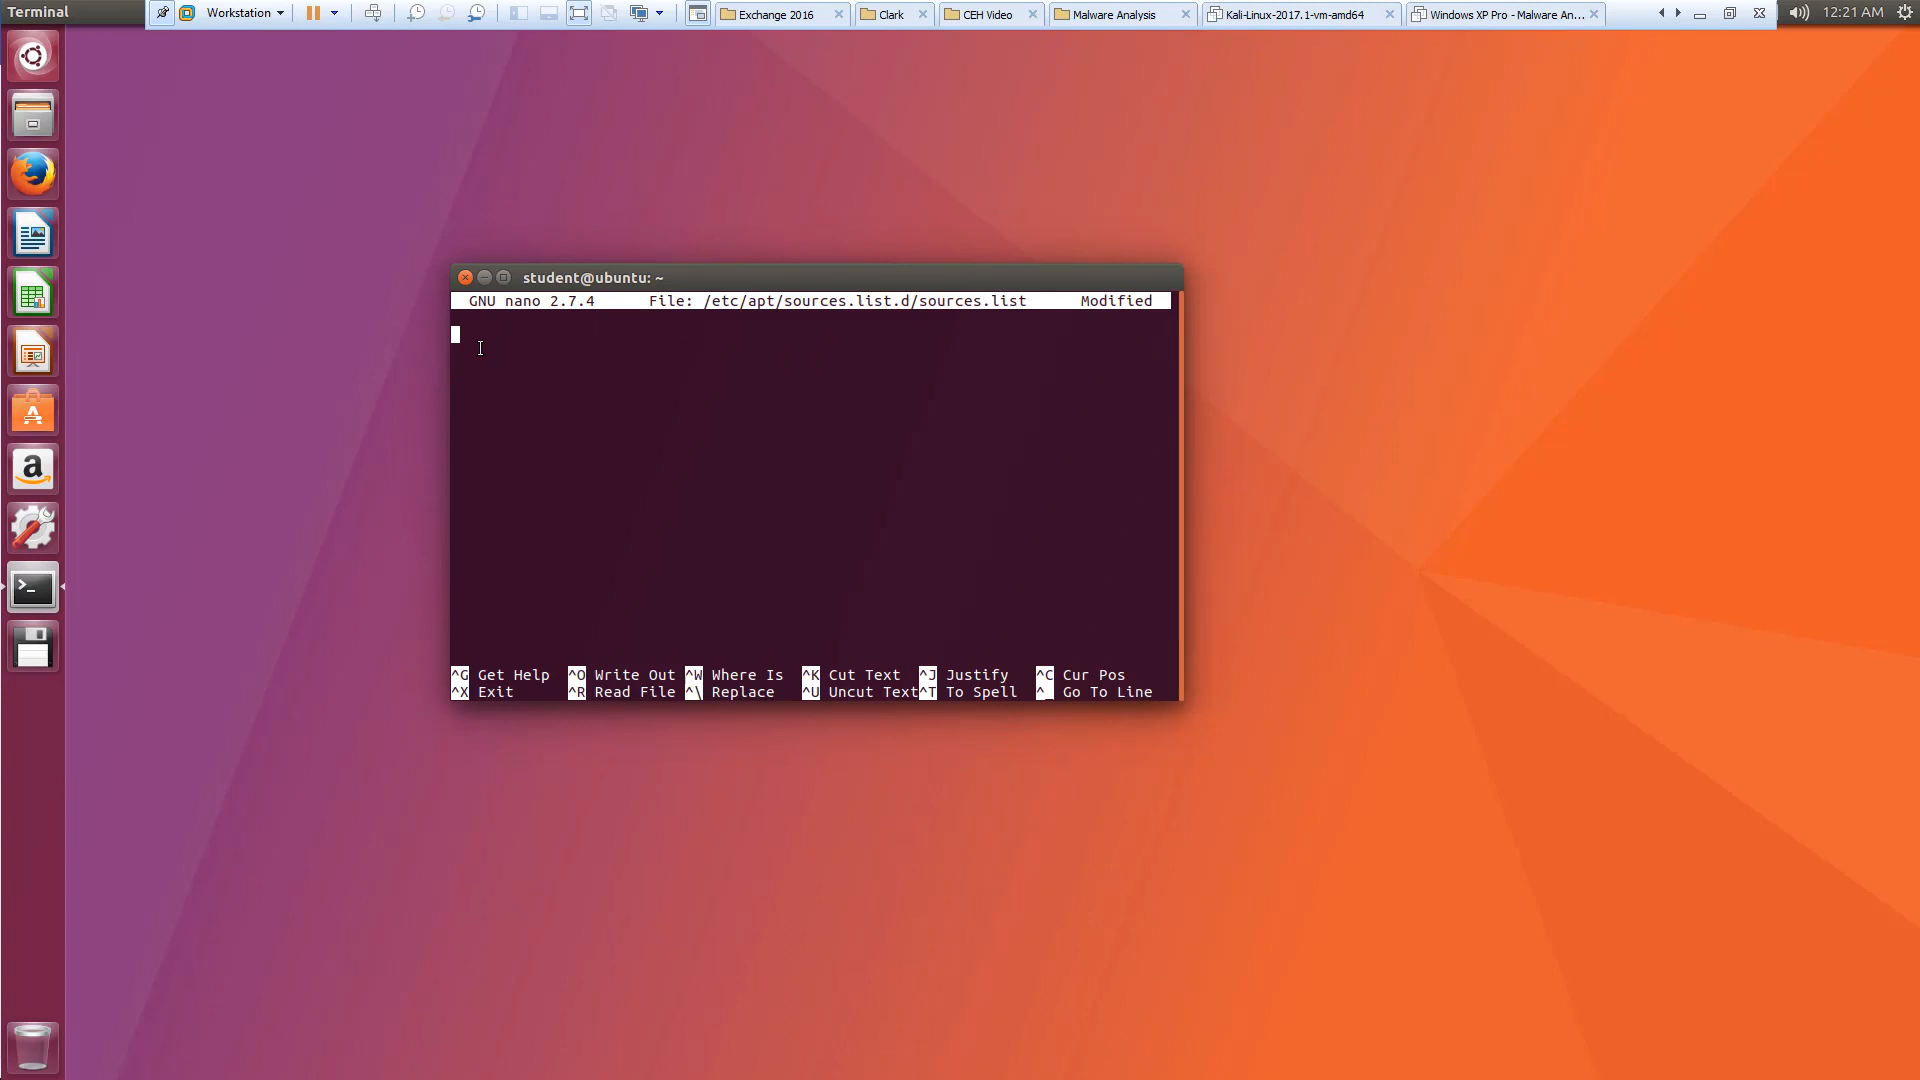 Terminal
Workstation
Exchange 2016
Clark
CEH Video
Malware Analysis
Kali-Linux-2017.1-vm-amd64
Windows XP Pro - Malware An...
12:21 AM
student@ubuntu: ~
GNU nano 2.7.4 File: /etc/apt/sources.list.d/sources.list Modified
^G Get Help ^O Write Out ^W Where Is ^K Cut Text ^J Justify ^C Cur Pos
^X Exit ^R Read File ^\ Replace ^U Uncut Text^T To Spell ^_ Go To Line